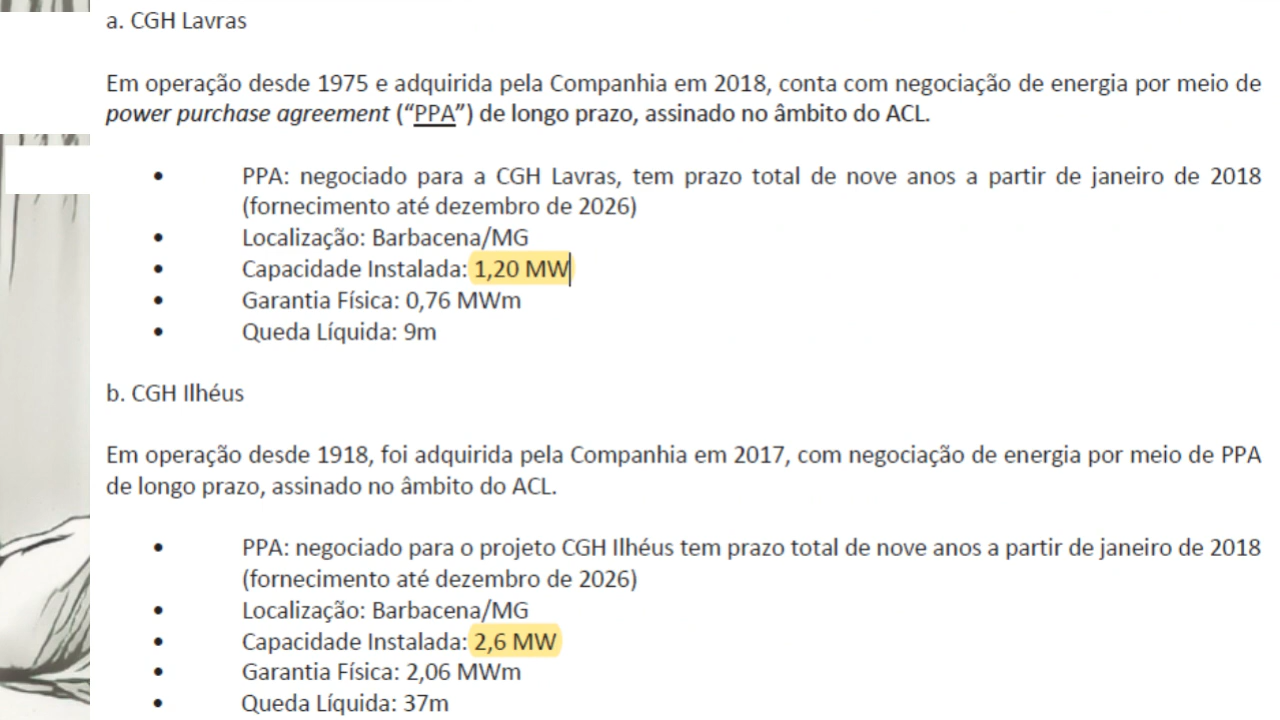 a. CGH Lavras
Em operação desde 1975 e adquirida pela Companhia em 2018, conta com negociação de energia por meio de
power purchase agreement (“PPA”) de longo prazo, assinado no âmbito do ACL.
• PPA: negociado para a CGH Lavras, tem prazo total de nove anos a partir de janeiro de 2018
(fornecimento até dezembro de 2026)
• Localização: Barbacena/MG
• Capacidade Instalada: 1,20 MW
• Garantia Física: 0,76 MWm
• Queda Líquida: 9m
b. CGH Ilhéus
Em operação desde 1918, foi adquirida pela Companhia em 2017, com negociação de energia por meio de PPA
de longo prazo, assinado no âmbito do ACL.
• PPA: negociado para o projeto CGH Ilhéus tem prazo total de nove anos a partir de janeiro de 2018
(fornecimento até dezembro de 2026)
• Localização: Barbacena/MG
• Capacidade Instalada: 2,6 MW
• Garantia Física: 2,06 MWm
• Queda Líquida: 37m